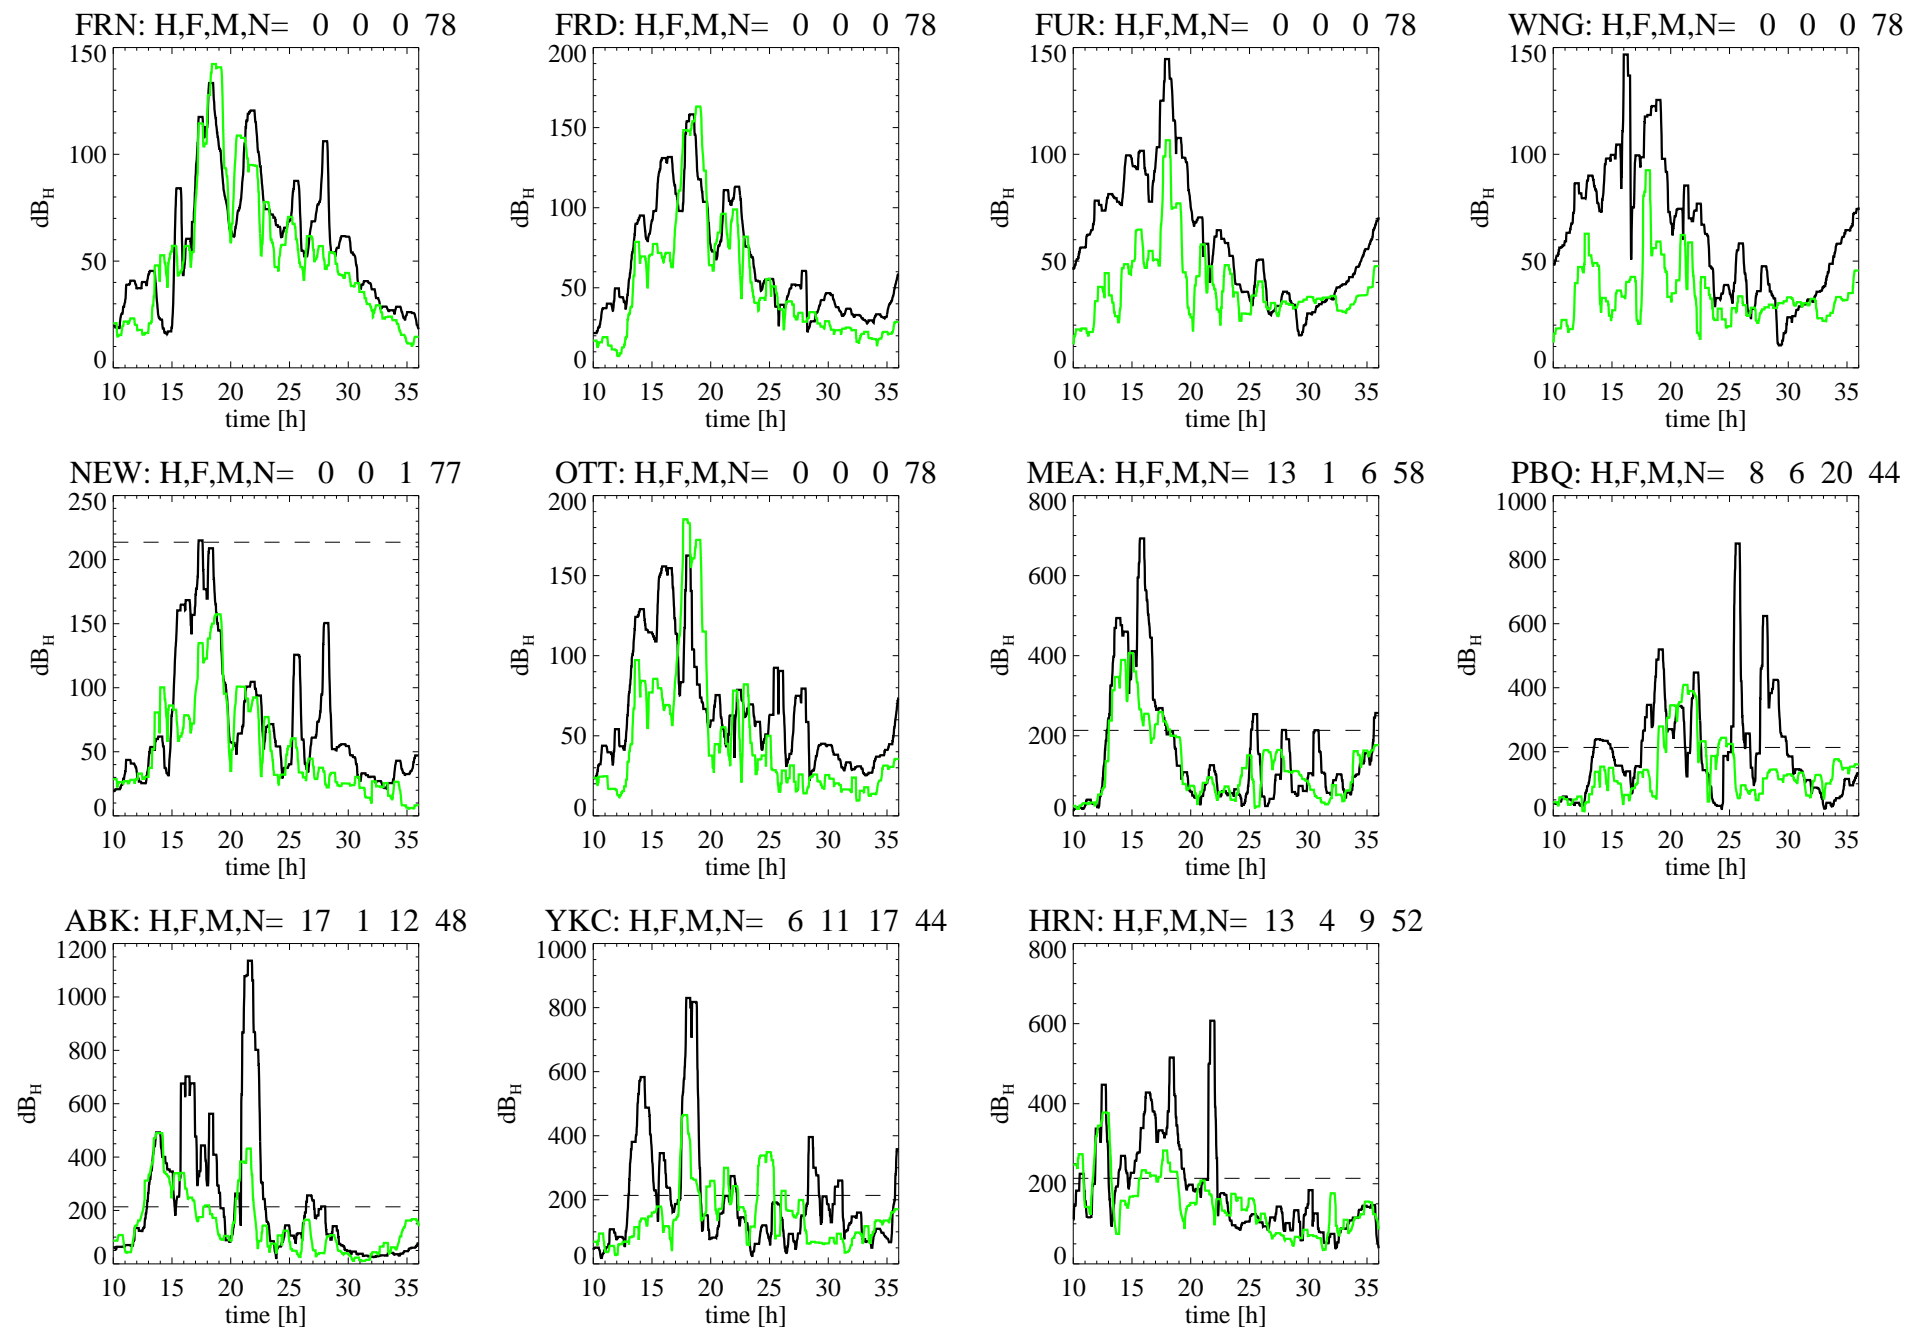 FRN: H,F,M,N= 0 0 0 78
150
100
50
0
dB_H
10 15 20 25 30 35
time [h]
FRD: H,F,M,N= 0 0 0 78
200
150
100
50
0
dB_H
10 15 20 25 30 35
time [h]
FUR: H,F,M,N= 0 0 0 78
150
100
50
0
dB_H
10 15 20 25 30 35
time [h]
WNG: H,F,M,N= 0 0 0 78
150
100
50
0
dB_H
10 15 20 25 30 35
time [h]
NEW: H,F,M,N= 0 0 1 77
250
200
150
100
50
0
dB_H
10 15 20 25 30 35
time [h]
OTT: H,F,M,N= 0 0 0 78
200
150
100
50
0
dB_H
10 15 20 25 30 35
time [h]
MEA: H,F,M,N= 13 1 6 58
800
600
400
200
0
dB_H
10 15 20 25 30 35
time [h]
PBQ: H,F,M,N= 8 6 20 44
1000
800
600
400
200
0
dB_H
10 15 20 25 30 35
time [h]
ABK: H,F,M,N= 17 1 12 48
1200
1000
800
600
400
200
0
dB_H
10 15 20 25 30 35
time [h]
YKC: H,F,M,N= 6 11 17 44
1000
800
600
400
200
0
dB_H
10 15 20 25 30 35
time [h]
HRN: H,F,M,N= 13 4 9 52
800
600
400
200
0
dB_H
10 15 20 25 30 35
time [h]